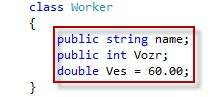 class Worker
{
public string name;
public int Vozr;
double Ves = 60.00;
}